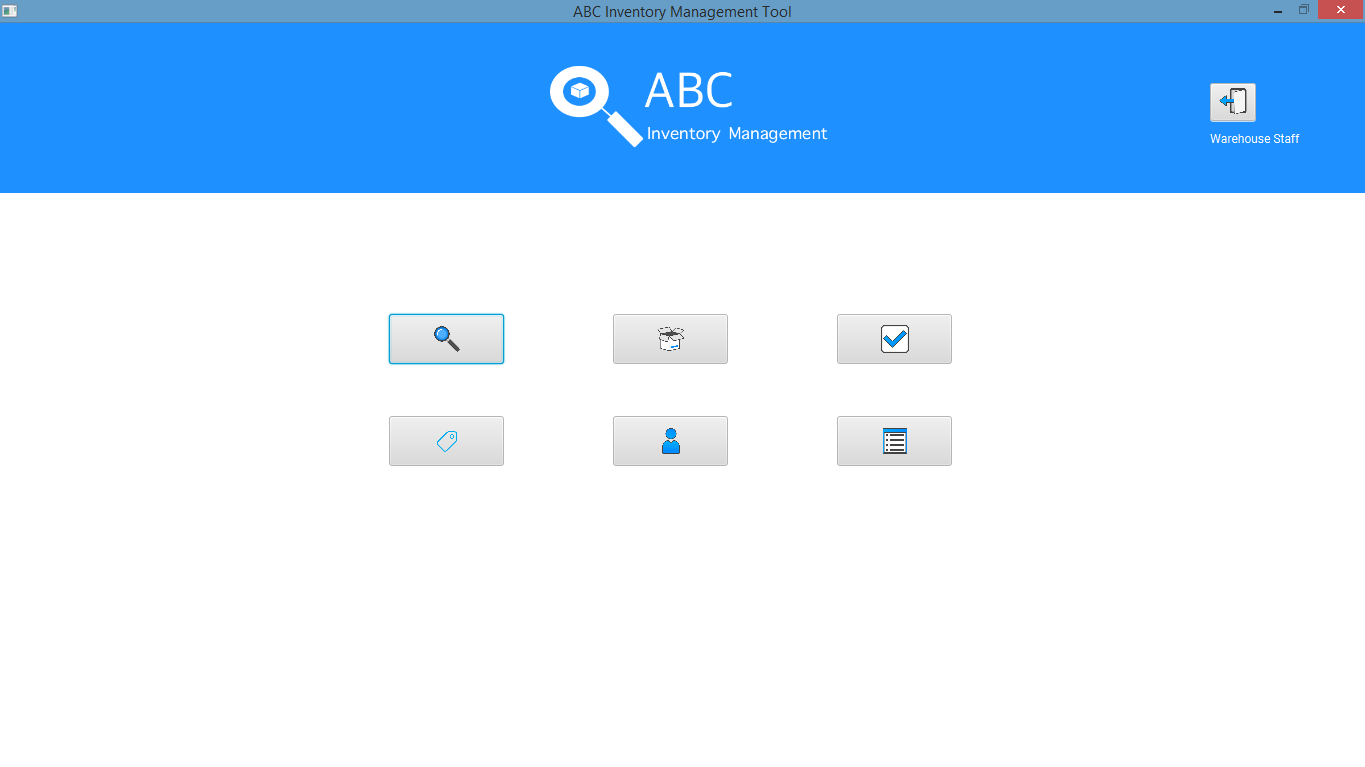 ABC Inventory Management Tool
ABC
Inventory Management
Warehouse Staff